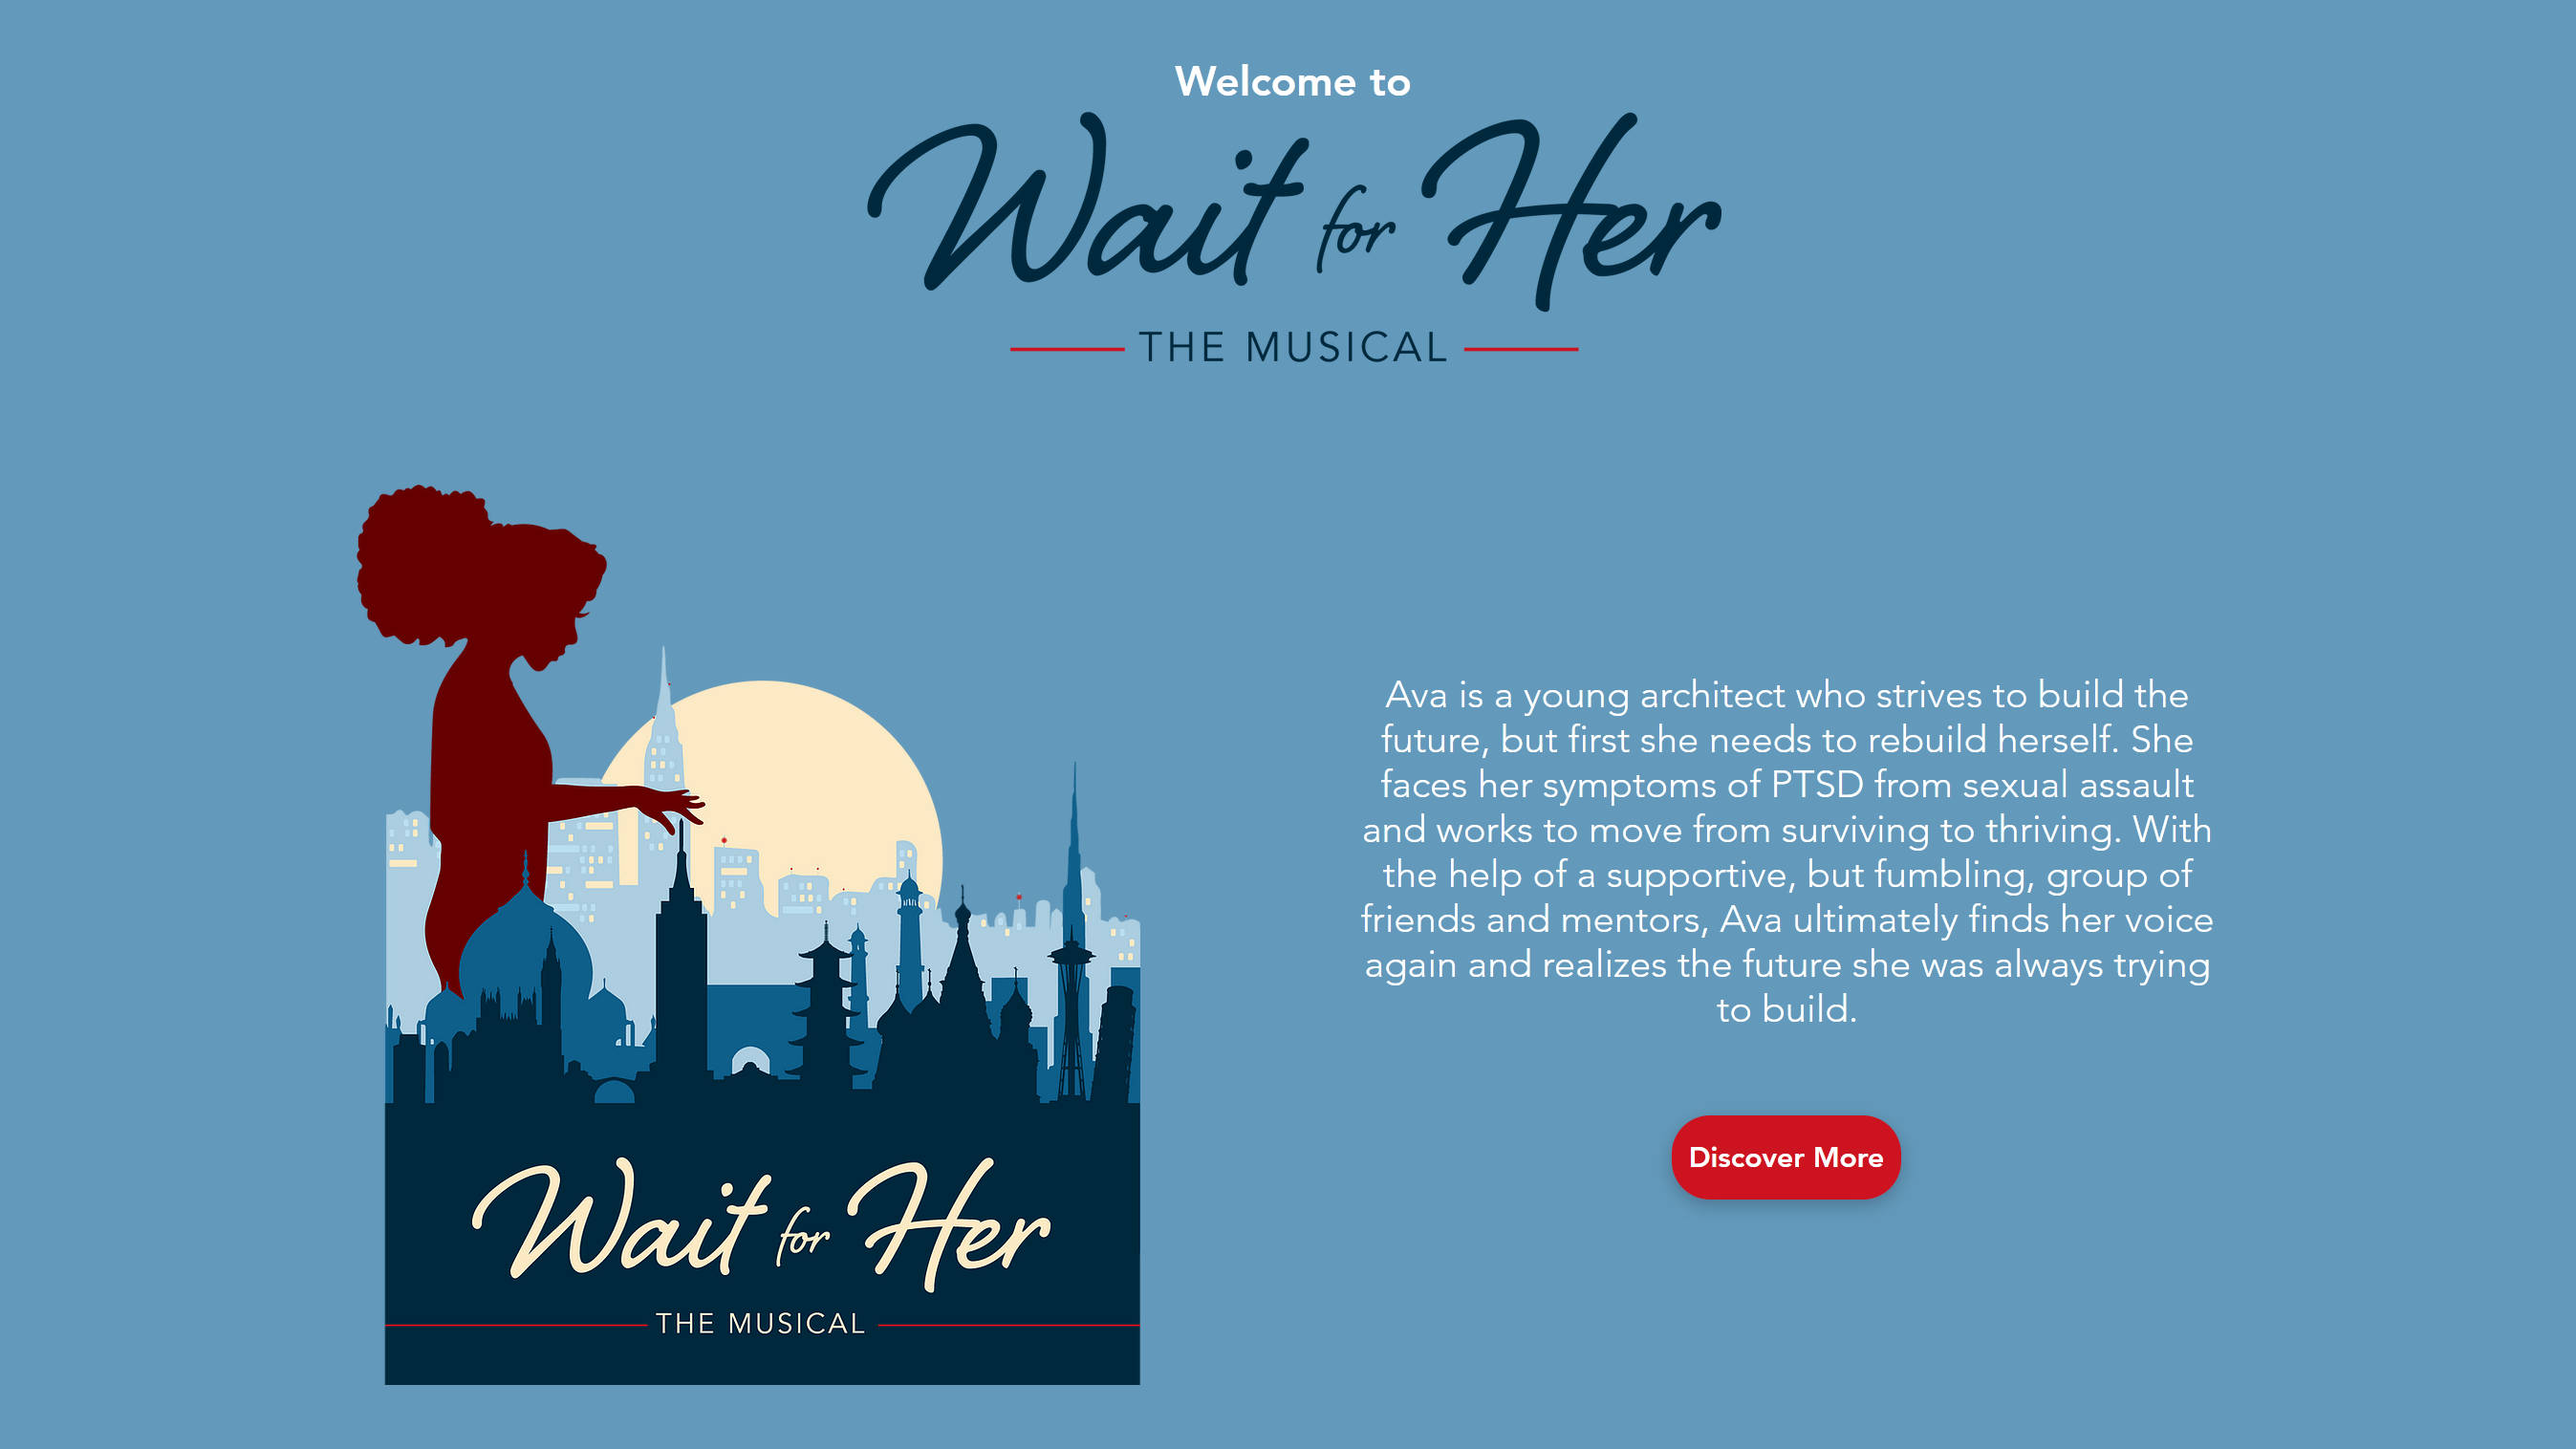 Welcome to
Wait for Her
THE MUSICAL
Ava is a young architect who strives to build the
future, but first she needs to rebuild herself. She
faces her symptoms of PTSD from sexual assault
and works to move from surviving to thriving. With
the help of a supportive, but fumbling, group of
friends and mentors, Ava ultimately finds her voice
again and realizes the future she was always trying
to build.
Discover More
Wait for Her
THE MUSICAL